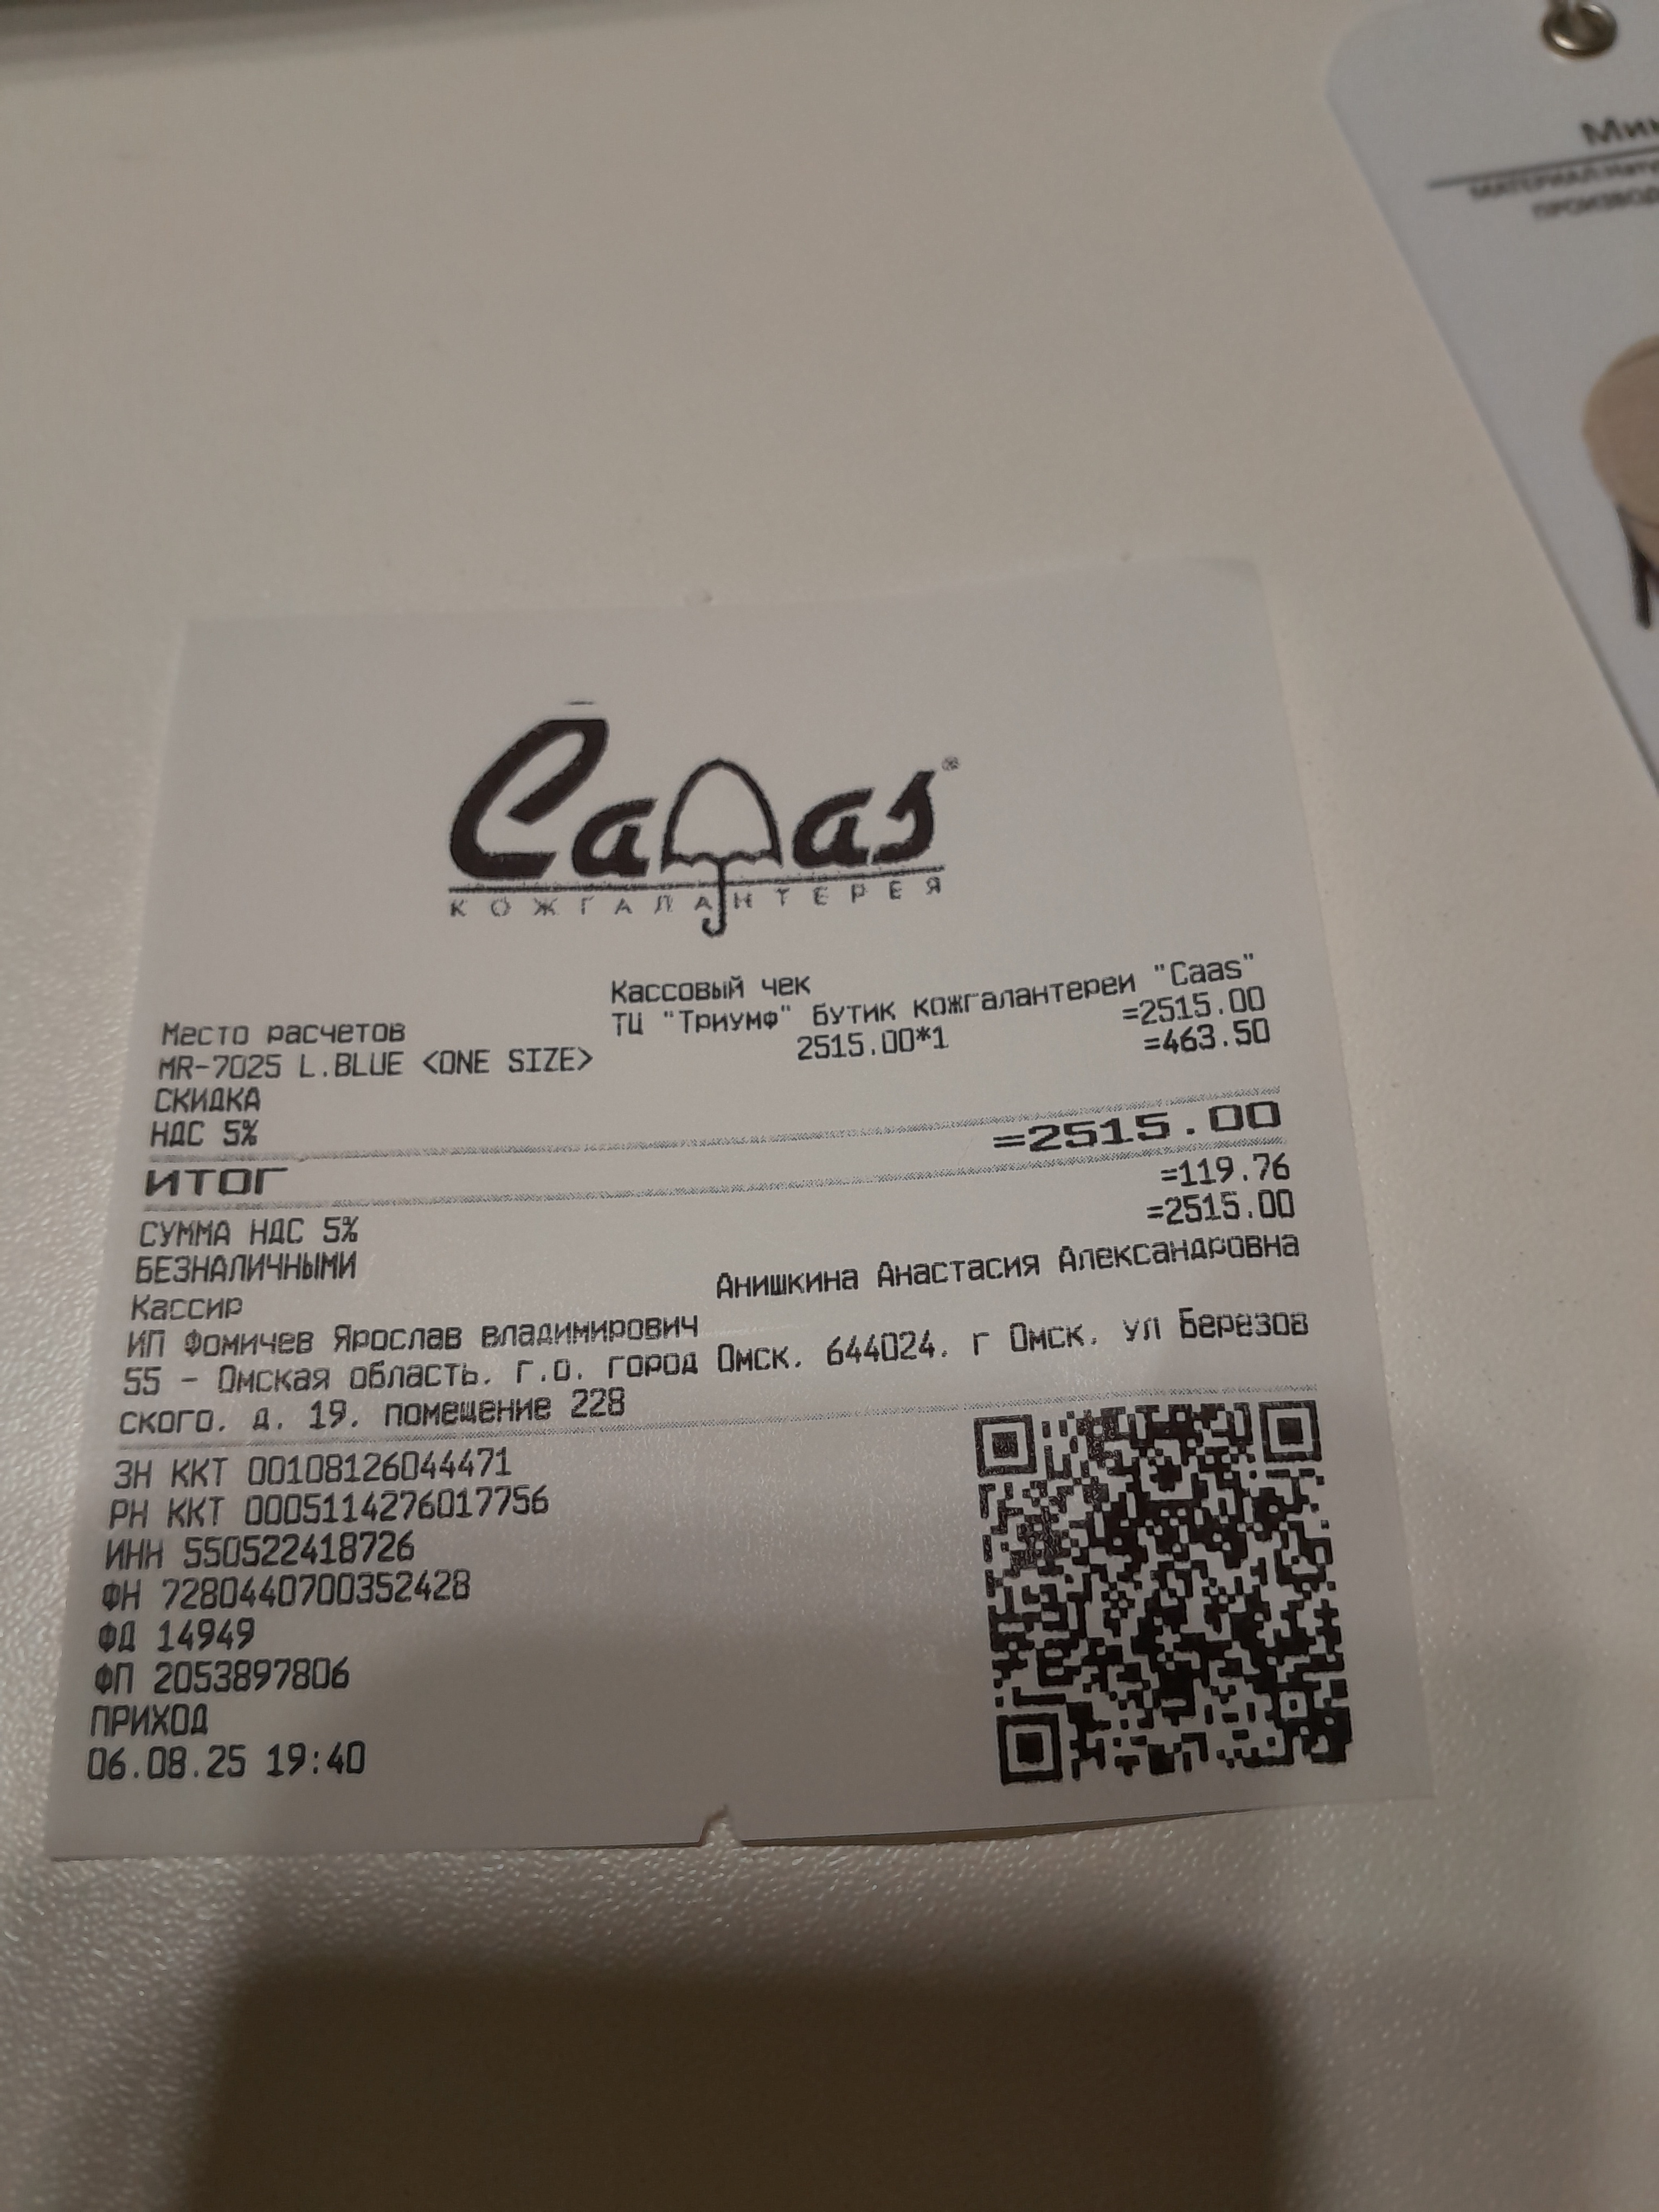 Мин
МАТЕРИАЛ:Нату
ПРОИЗВОД
Caas®
КОЖГАЛАНТЕРЕЯ
Кассовый чек
Место расчетов ТЦ "Триумф" бутик кожгалантереи "Caas"
MR-7025 L.BLUE <ONE SIZE> 2515.00*1 =2515.00
СКИДКА =463.50
НДС 5%
ИТОГ =2515.00
СУММА НДС 5% =119.76
БЕЗНАЛИЧНЫМИ =2515.00
Кассир Анишкина Анастасия Александровна
ИП Фомичев Ярослав владимирович
55 - Омская область, г.о. город Омск, 644024, г Омск, ул Березов
ского, д. 19, помещение 228
ЗН ККТ 00108126044471
РН ККТ 0005114276017756
ИНН 550522418726
ФН 7280440700352428
ФД 14949
ФП 2053897806
ПРИХОД
06.08.25 19:40